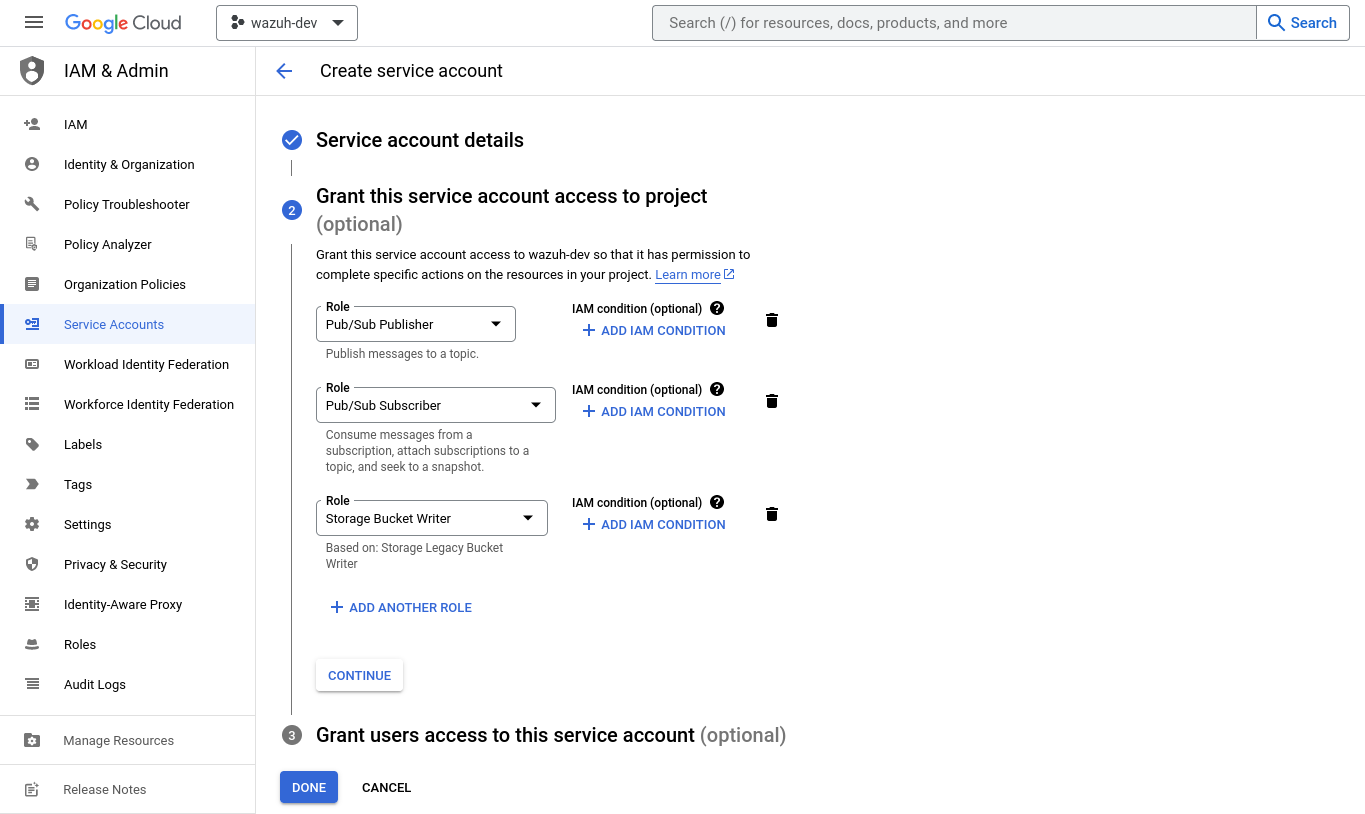 Google Cloud
wazuh-dev
Search (/) for resources, docs, products, and more
Search
IAM & Admin
Create service account
IAM
Identity & Organization
Policy Troubleshooter
Policy Analyzer
Organization Policies
Service Accounts
Workload Identity Federation
Workforce Identity Federation
Labels
Tags
Settings
Privacy & Security
Identity-Aware Proxy
Roles
Audit Logs
Manage Resources
Release Notes
Service account details
2
Grant this service account access to project
(optional)
Grant this service account access to wazuh-dev so that it has permission to
complete specific actions on the resources in your project. Learn more
Role
Pub/Sub Publisher
Publish messages to a topic.
IAM condition (optional) ?
+ ADD IAM CONDITION
Role
Pub/Sub Subscriber
Consume messages from a
subscription, attach subscriptions to a
topic, and seek to a snapshot.
IAM condition (optional) ?
+ ADD IAM CONDITION
Role
Storage Bucket Writer
Based on: Storage Legacy Bucket
Writer
IAM condition (optional) ?
+ ADD IAM CONDITION
+ ADD ANOTHER ROLE
CONTINUE
3
Grant users access to this service account (optional)
DONE
CANCEL